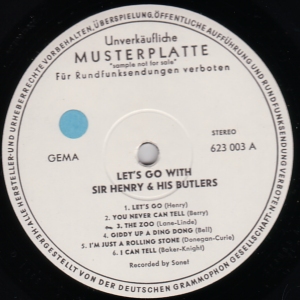 ALLE HERSTELLER- UND URHEBERRECHTE VORBEHALTEN, ÜBERSPIELUNG, ÖFFENTLICHE AUFFÜHRUNG UND RUNDFUNKSENDUNG VERBOTEN
Unverkäufliche
MUSTERPLATTE
"sample not for sale"
Für Rundfunksendungen verboten
GEMA
STEREO
623 003 A
LET'S GO WITH
SIR HENRY & HIS BUTLERS
1. LET'S GO (Henry)
2. YOU NEVER CAN TELL (Berry)
3. THE ZOO (Lane-Linde)
4. GIDDY UP A DING DONG (Bell)
5. I'M JUST A ROLLING STONE (Donegan-Curie)
6. I CAN TELL (Baker-Knight)
Recorded by Sonet
HERGESTELLT VON DER DEUTSCHEN GRAMMOPHON GESELLSCHAFT